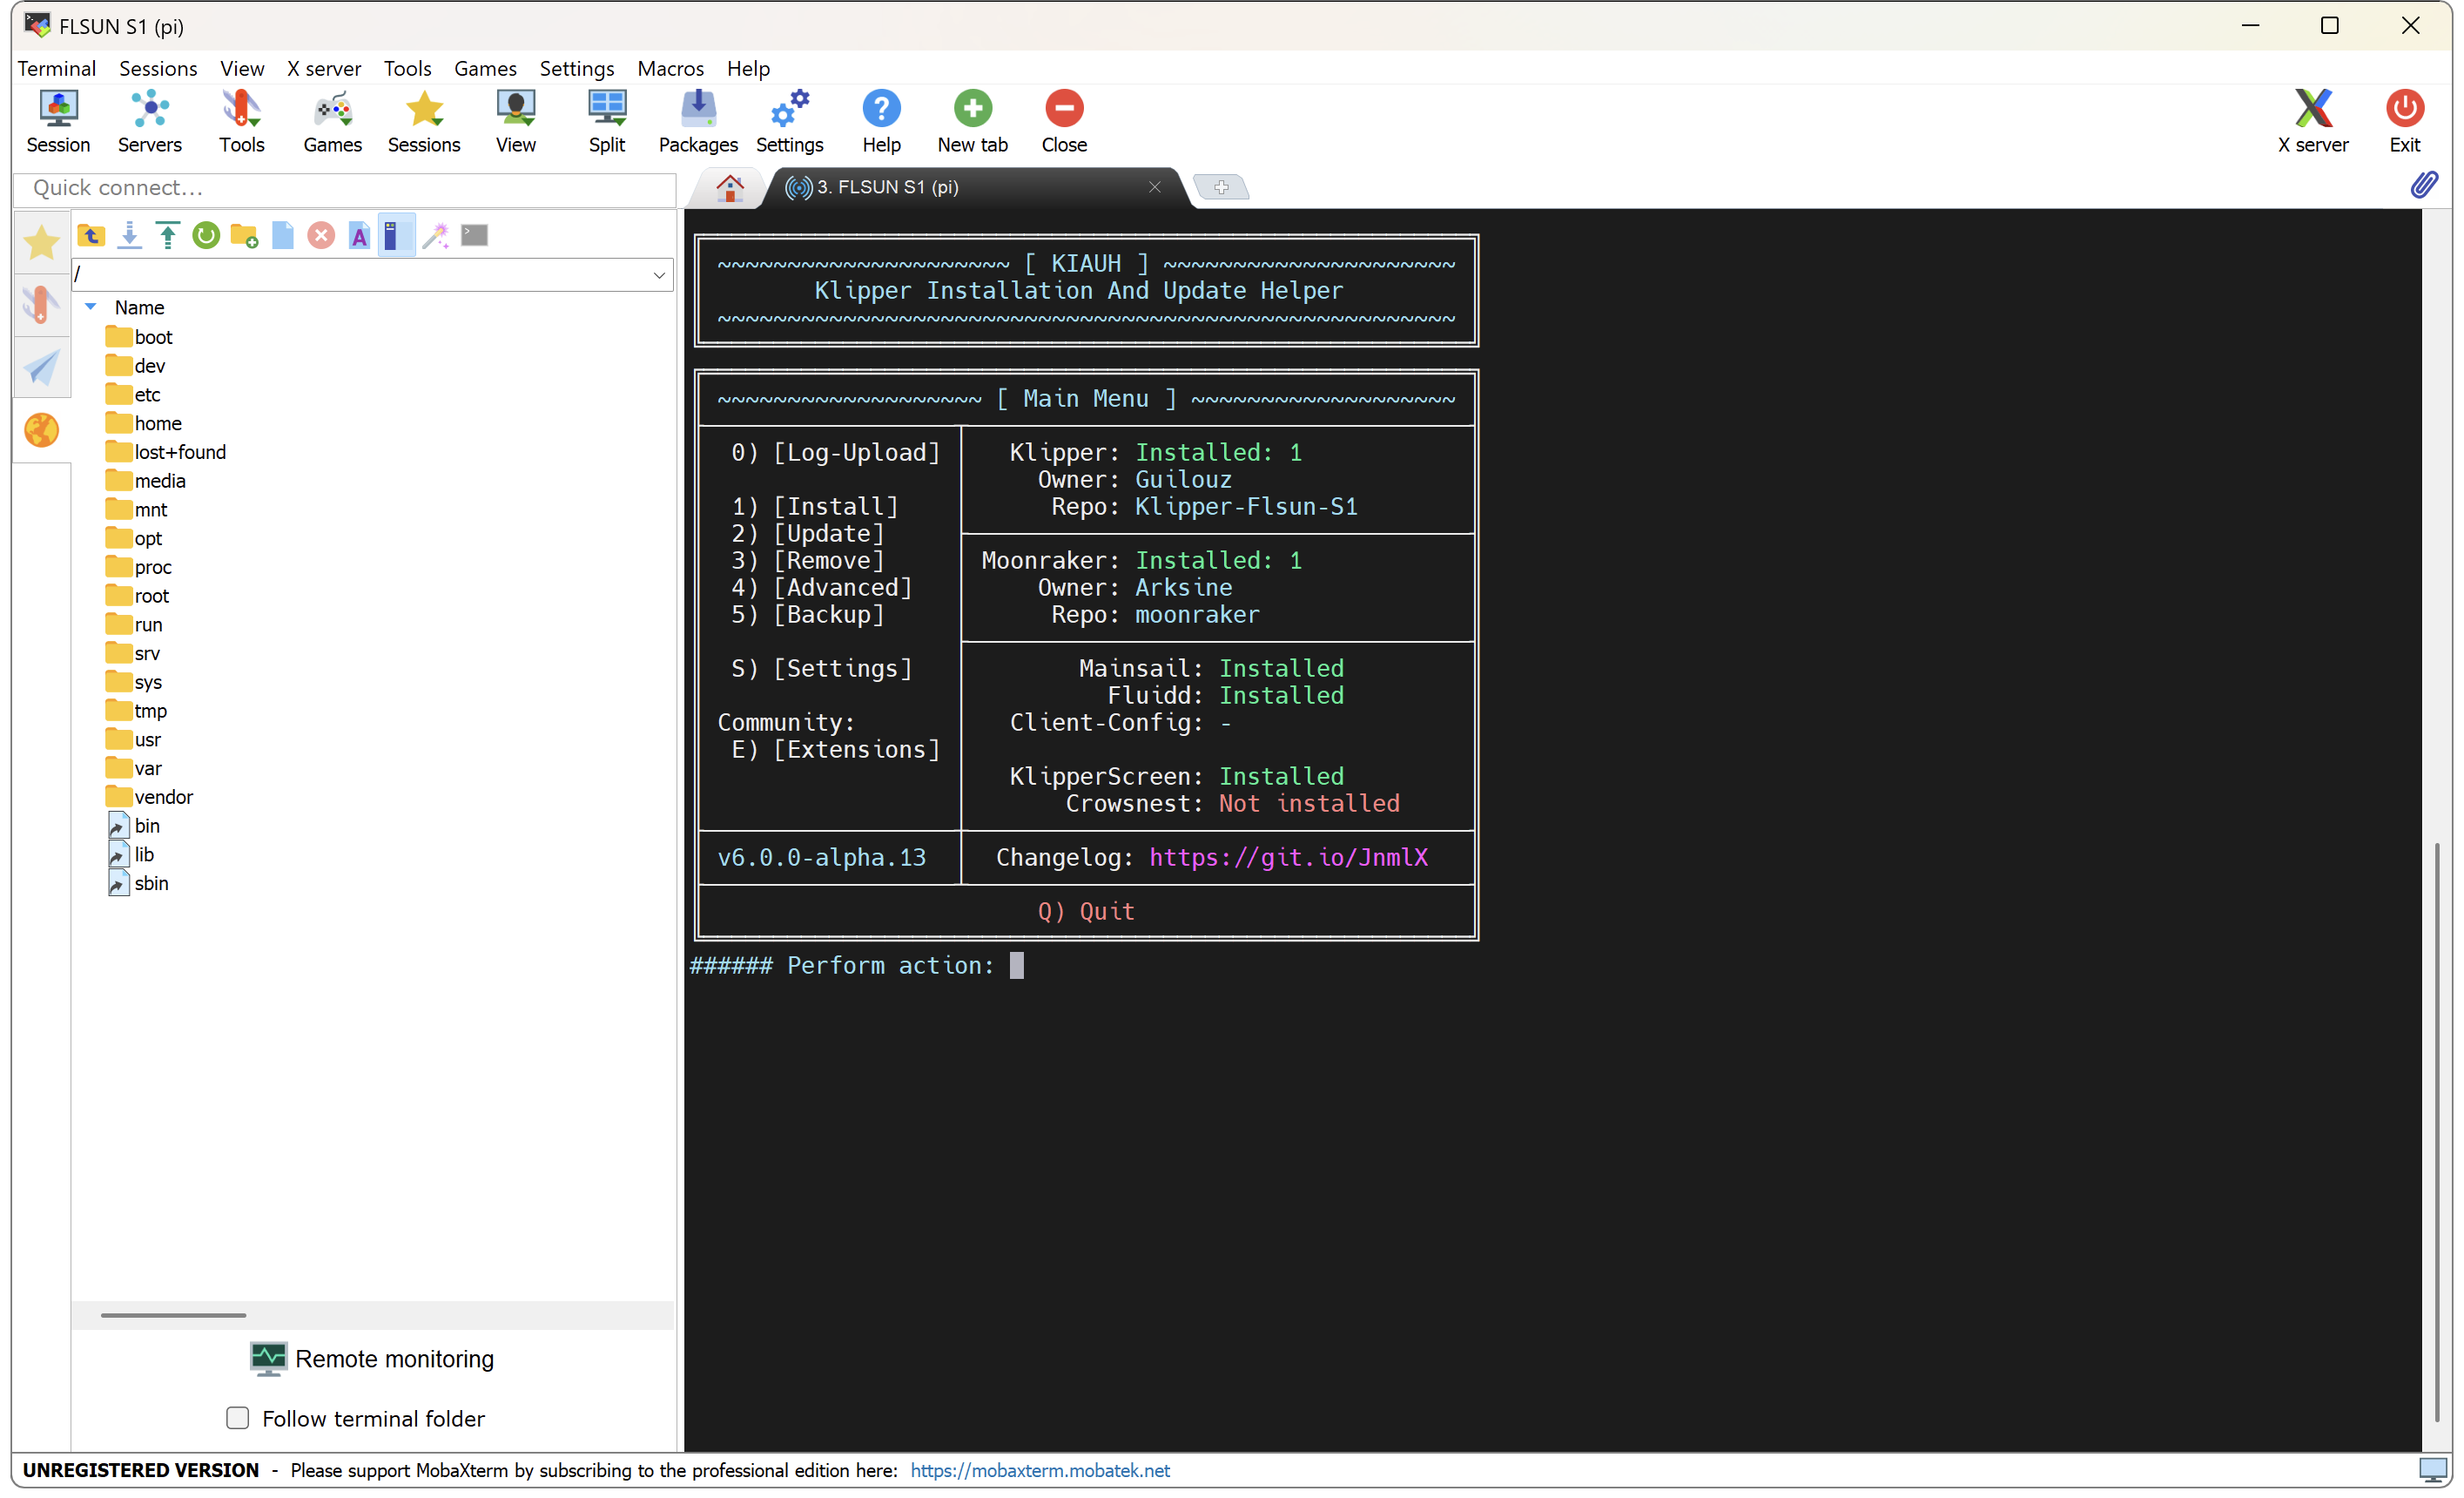 FLSUN S1 (pi)
Terminal Sessions View X server Tools Games Settings Macros Help
Session Servers Tools Games Sessions View Split Packages Settings Help New tab Close X server Exit
Quick connect...
3. FLSUN S1 (pi)
/
Name
boot
dev
etc
home
lost+found
media
mnt
opt
proc
root
run
srv
sys
tmp
usr
var
vendor
bin
lib
sbin
Remote monitoring
Follow terminal folder
~~~~~~~~~~~~~~~~~~~~~ [ KIAUH ] ~~~~~~~~~~~~~~~~~~~~~
Klipper Installation And Update Helper
~~~~~~~~~~~~~~~~~~~~~~~~~~~~~~~~~~~~~~~~~~~~~~~~~~~~~
~~~~~~~~~~~~~~~~~~~ [ Main Menu ] ~~~~~~~~~~~~~~~~~~~
0) [Log-Upload] Klipper: Installed: 1
Owner: Guilouz
1) [Install] Repo: Klipper-Flsun-S1
2) [Update]
3) [Remove] Moonraker: Installed: 1
4) [Advanced] Owner: Arksine
5) [Backup] Repo: moonraker
S) [Settings] Mainsail: Installed
Fluidd: Installed
Community: Client-Config: -
E) [Extensions]
KlipperScreen: Installed
Crowsnest: Not installed
v6.0.0-alpha.13 Changelog: https://git.io/JnmlX
Q) Quit
###### Perform action:
UNREGISTERED VERSION - Please support MobaXterm by subscribing to the professional edition here: https://mobaxterm.mobatek.net